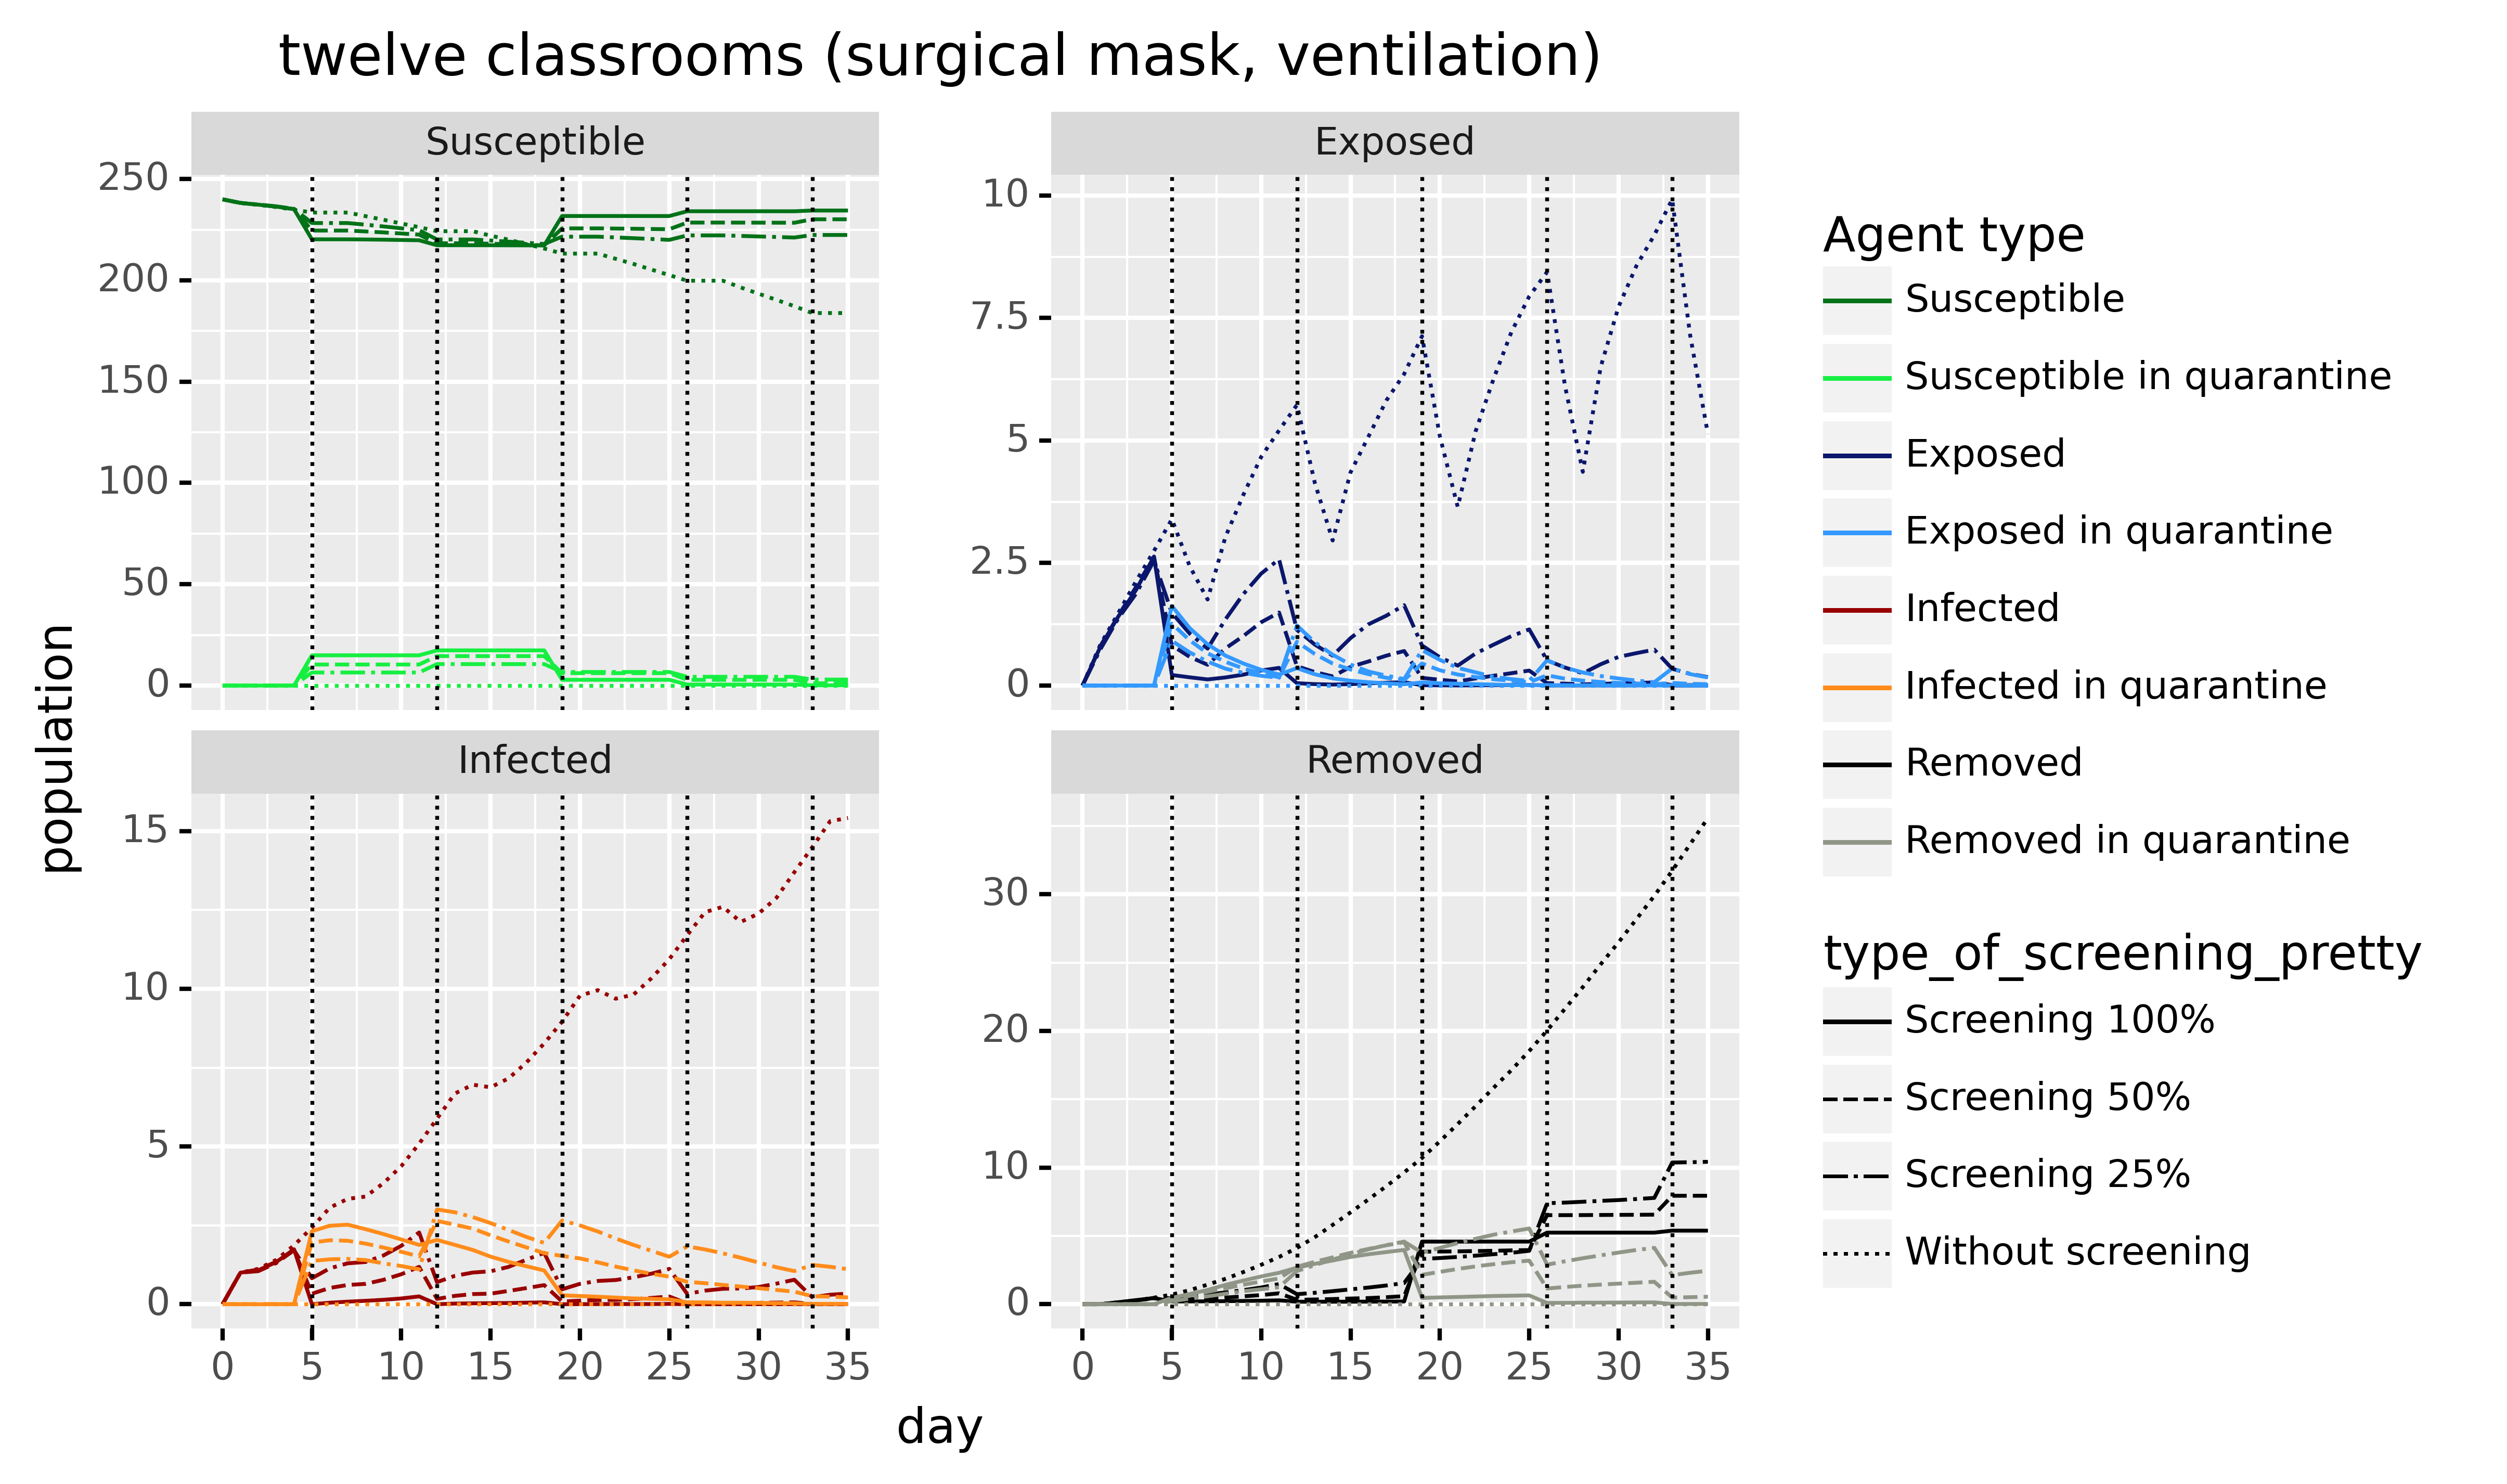 twelve classrooms (surgical mask, ventilation)
Susceptible
Exposed
250
200
150
100
50
0
10
7.5
5
2.5
0
population
Infected
Removed
15
10
5
0
30
20
10
0
0 5 10 15 20 25 30 35
0 5 10 15 20 25 30 35
day
Agent type
Susceptible
Susceptible in quarantine
Exposed
Exposed in quarantine
Infected
Infected in quarantine
Removed
Removed in quarantine
type_of_screening_pretty
Screening 100%
Screening 50%
Screening 25%
Without screening